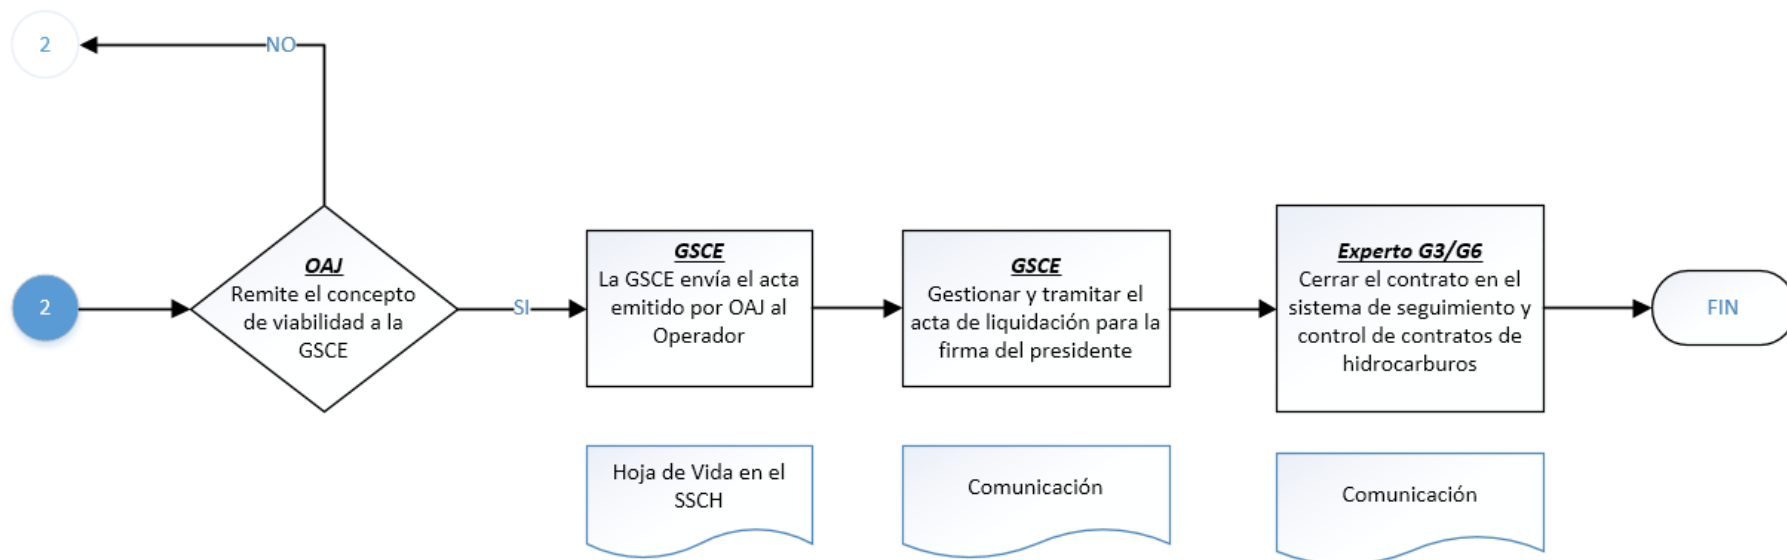 2
NO
2
OAJ
Remite el concepto
de viabilidad a la
GSCE
SI
GSCE
La GSCE envía el acta
emitido por OAJ al
Operador
GSCE
Gestionar y tramitar el
acta de liquidación para la
firma del presidente
Experto G3/G6
Cerrar el contrato en el
sistema de seguimiento y
control de contratos de
hidrocarburos
FIN
Hoja de Vida en el
SSCH
Comunicación
Comunicación